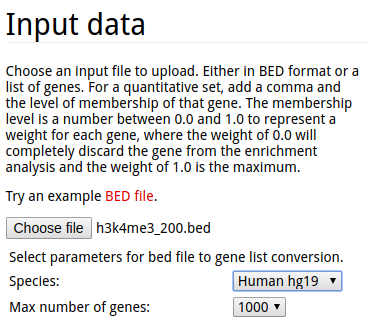 Input data
Choose an input file to upload. Either in BED format or a
list of genes. For a quantitative set, add a comma and
the level of membership of that gene. The membership
level is a number between 0.0 and 1.0 to represent a
weight for each gene, where the weight of 0.0 will
completely discard the gene from the enrichment
analysis and the weight of 1.0 is the maximum.
Try an example BED file.
Choose file h3k4me3_200.bed
Select parameters for bed file to gene list conversion.
Species: Human hg19
Max number of genes: 1000